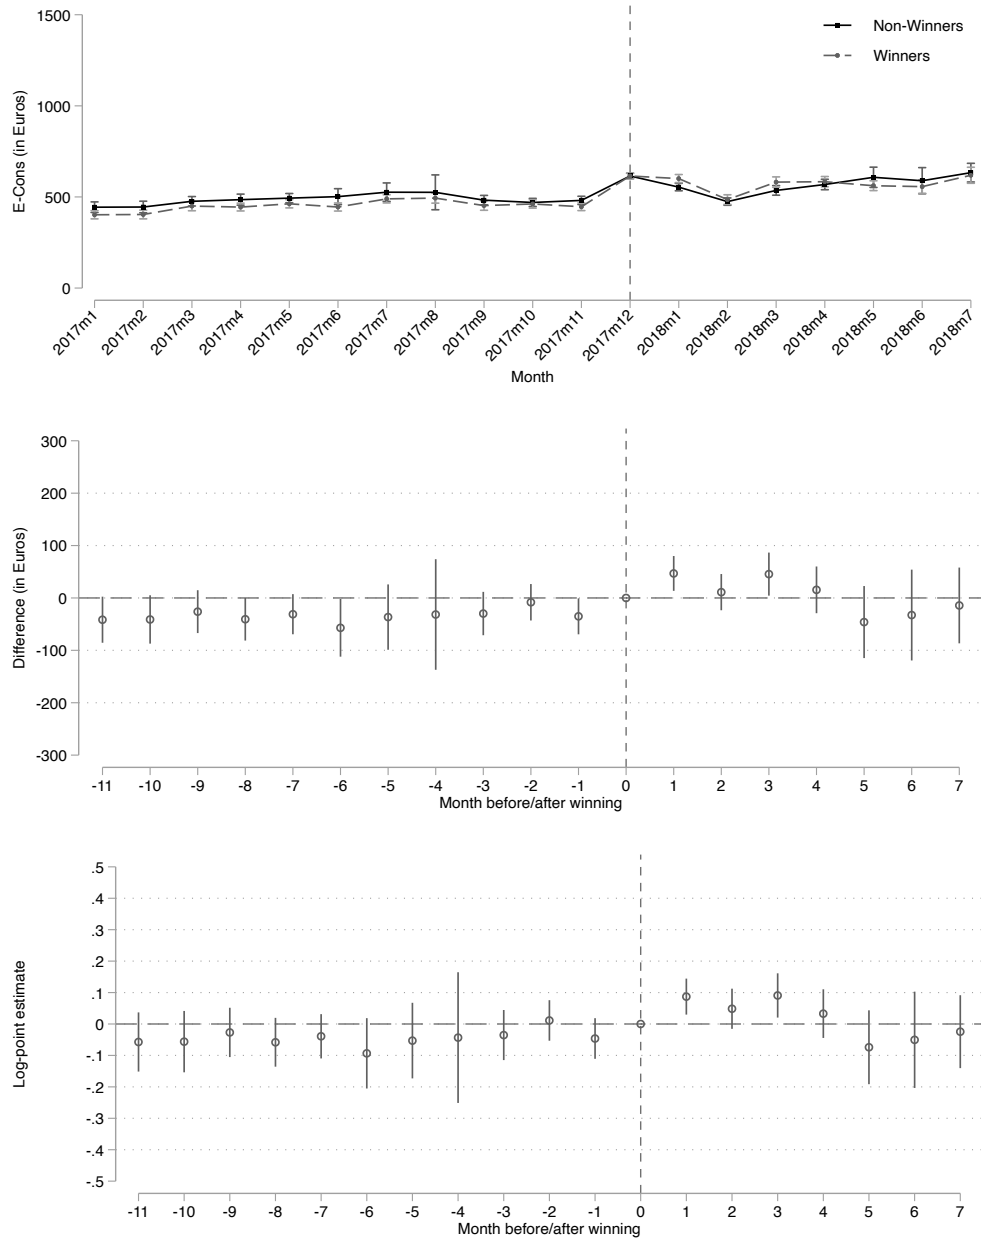 1500
1000
500
0
E-Cons (in Euros)
Non-Winners
Winners
2017m1 2017m2 2017m3 2017m4 2017m5 2017m6 2017m7 2017m8 2017m9 2017m10 2017m11 2017m12 2018m1 2018m2 2018m3 2018m4 2018m5 2018m6 2018m7
Month
300
200
100
0
-100
-200
-300
Difference (in Euros)
-11 -10 -9 -8 -7 -6 -5 -4 -3 -2 -1 0 1 2 3 4 5 6 7
Month before/after winning
.5
.4
.3
.2
.1
0
-.1
-.2
-.3
-.4
-.5
Log-point estimate
-11 -10 -9 -8 -7 -6 -5 -4 -3 -2 -1 0 1 2 3 4 5 6 7
Month before/after winning